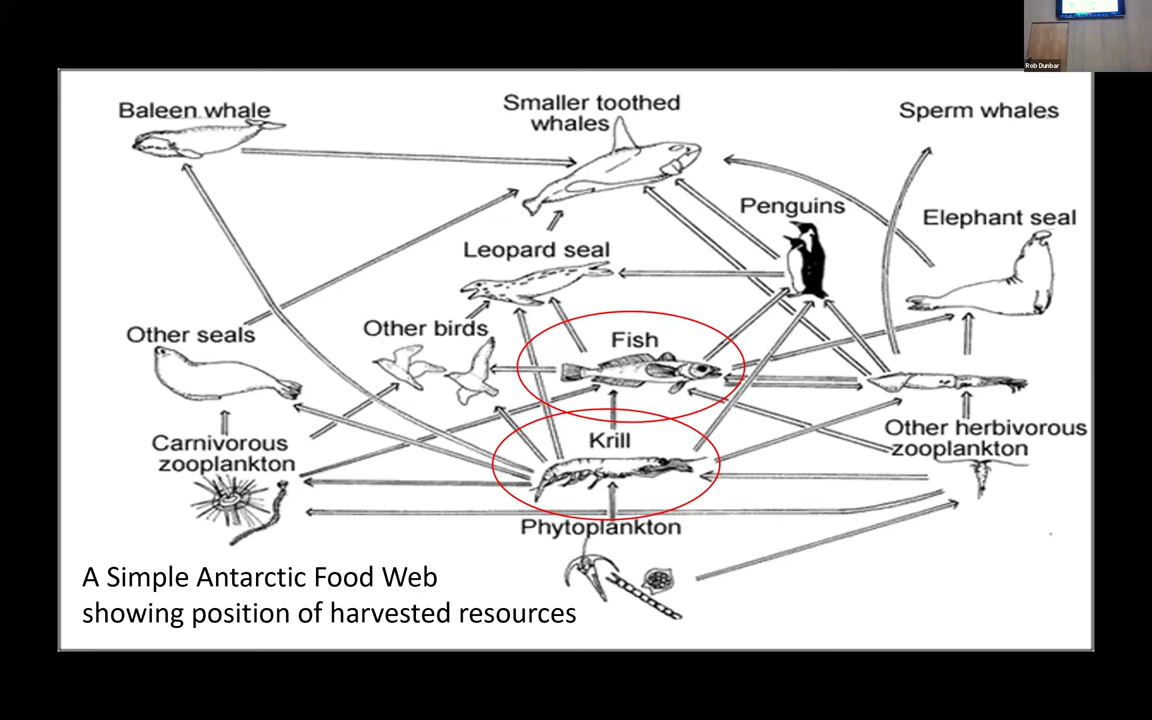 Rob Dunbar
Baleen whale
Smaller toothed
whales
Sperm whales
Penguins
Elephant seal
Leopard seal
Other seals
Other birds
Fish
Carnivorous
zooplankton
Krill
Other herbivorous
zooplankton
Phytoplankton
A Simple Antarctic Food Web
showing position of harvested resources